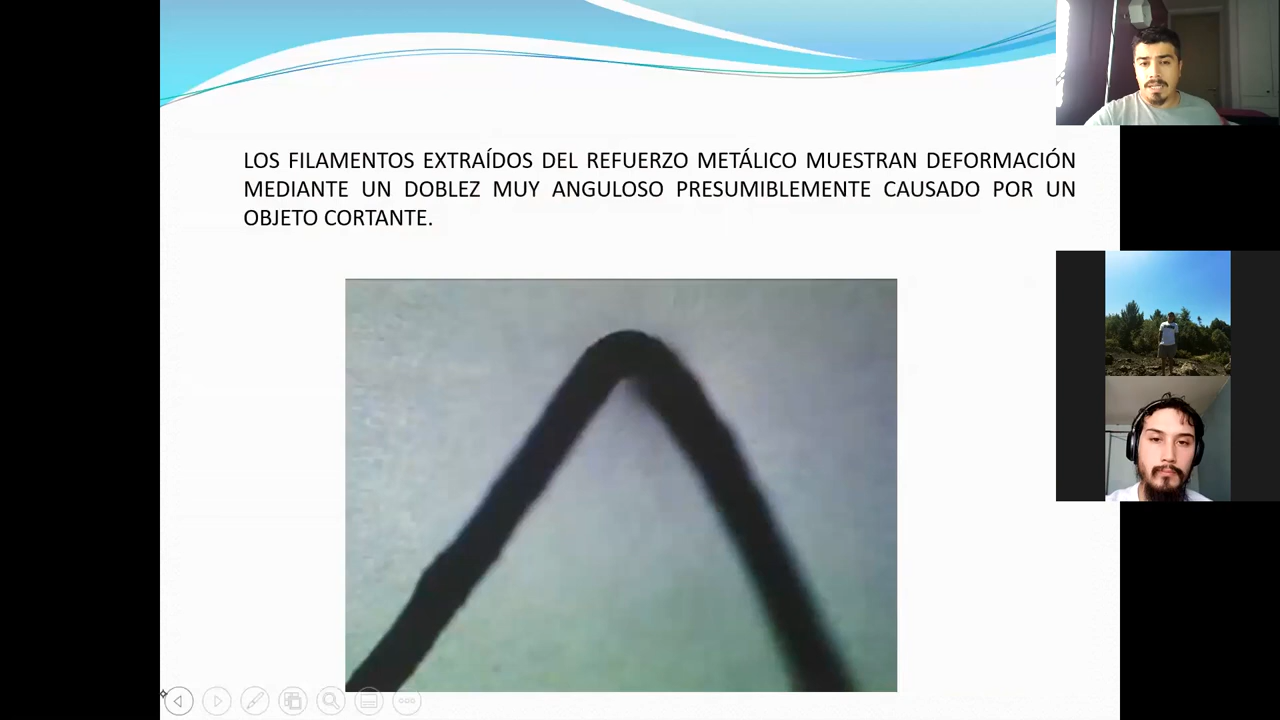 LOS FILAMENTOS EXTRAÍDOS DEL REFUERZO METÁLICO MUESTRAN DEFORMACIÓN
MEDIANTE UN DOBLEZ MUY ANGULOSO PRESUMIBLEMENTE CAUSADO POR UN
OBJETO CORTANTE.